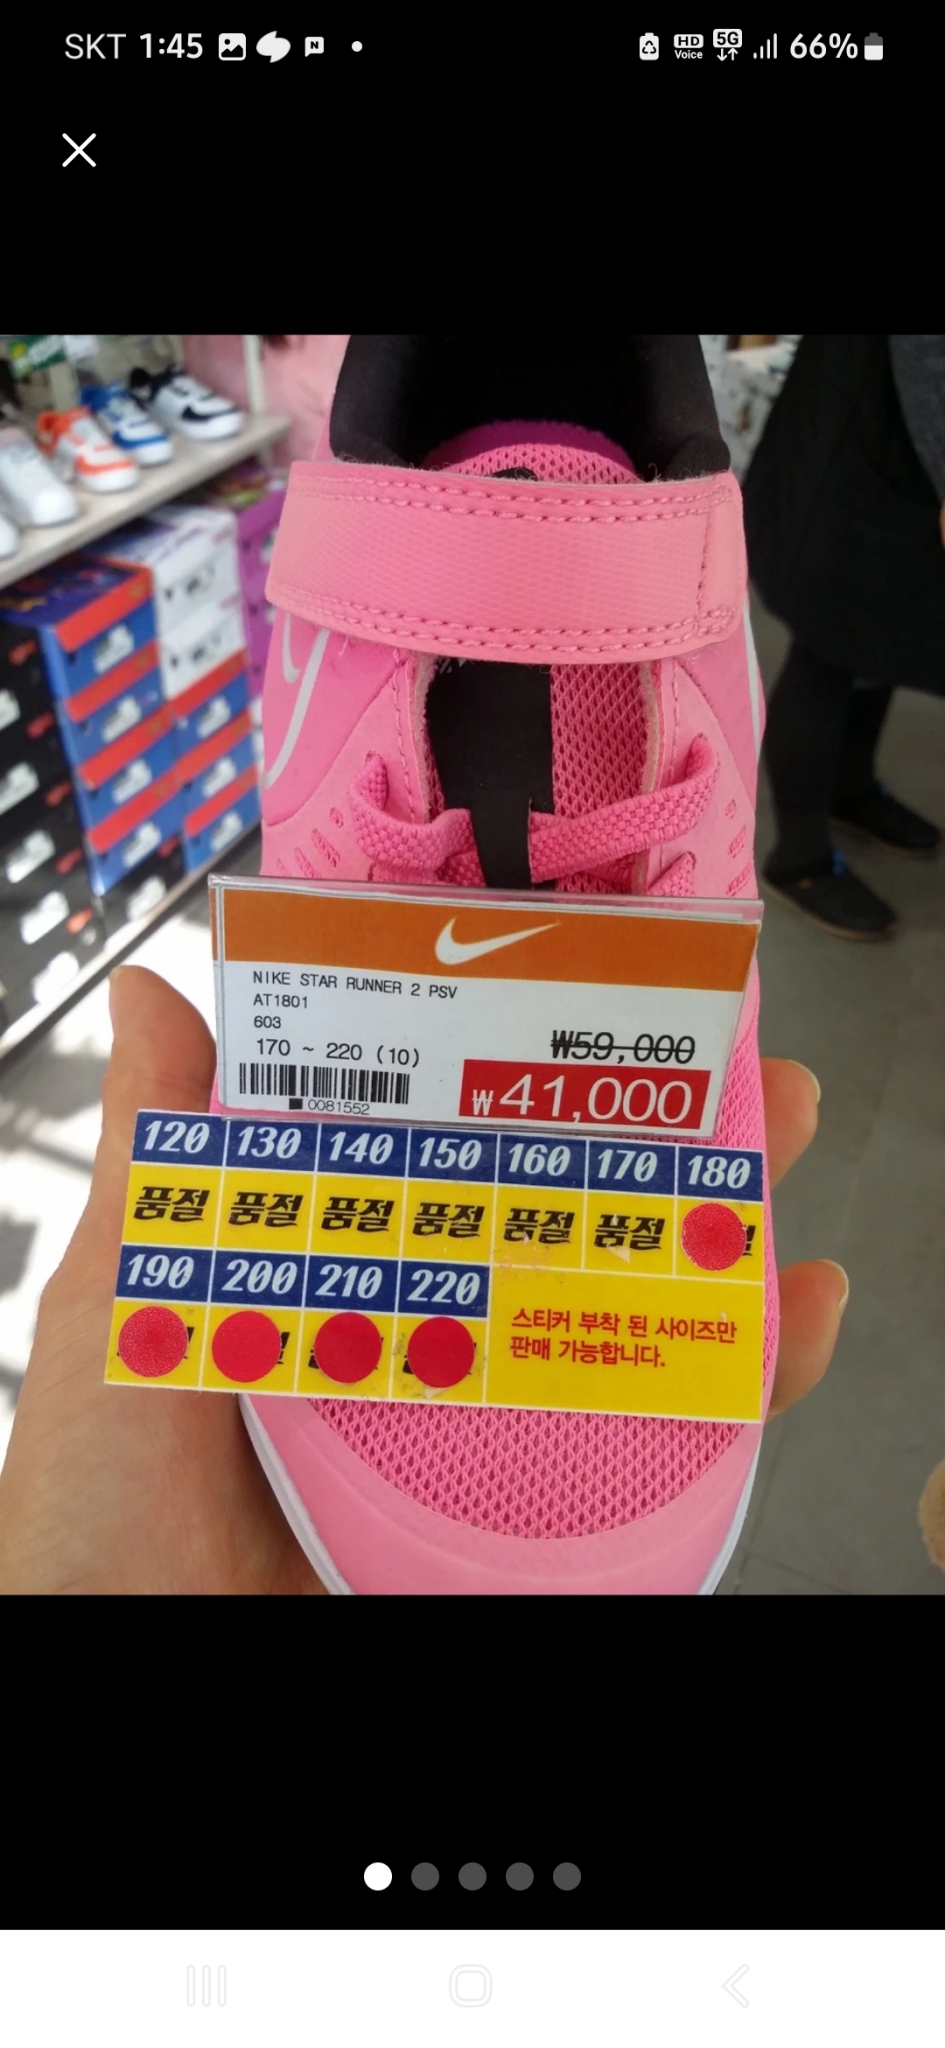 SKT 1:45
HD Voice 5G 66%
NIKE STAR RUNNER 2 PSV
AT1801
603
170 ~ 220 (10)
₩59,000
₩41,000
0081552
120 130 140 150 160 170 180
품절 품절 품절 품절 품절 품절
190 200 210 220
스티커 부착 된 사이즈만
판매 가능합니다.